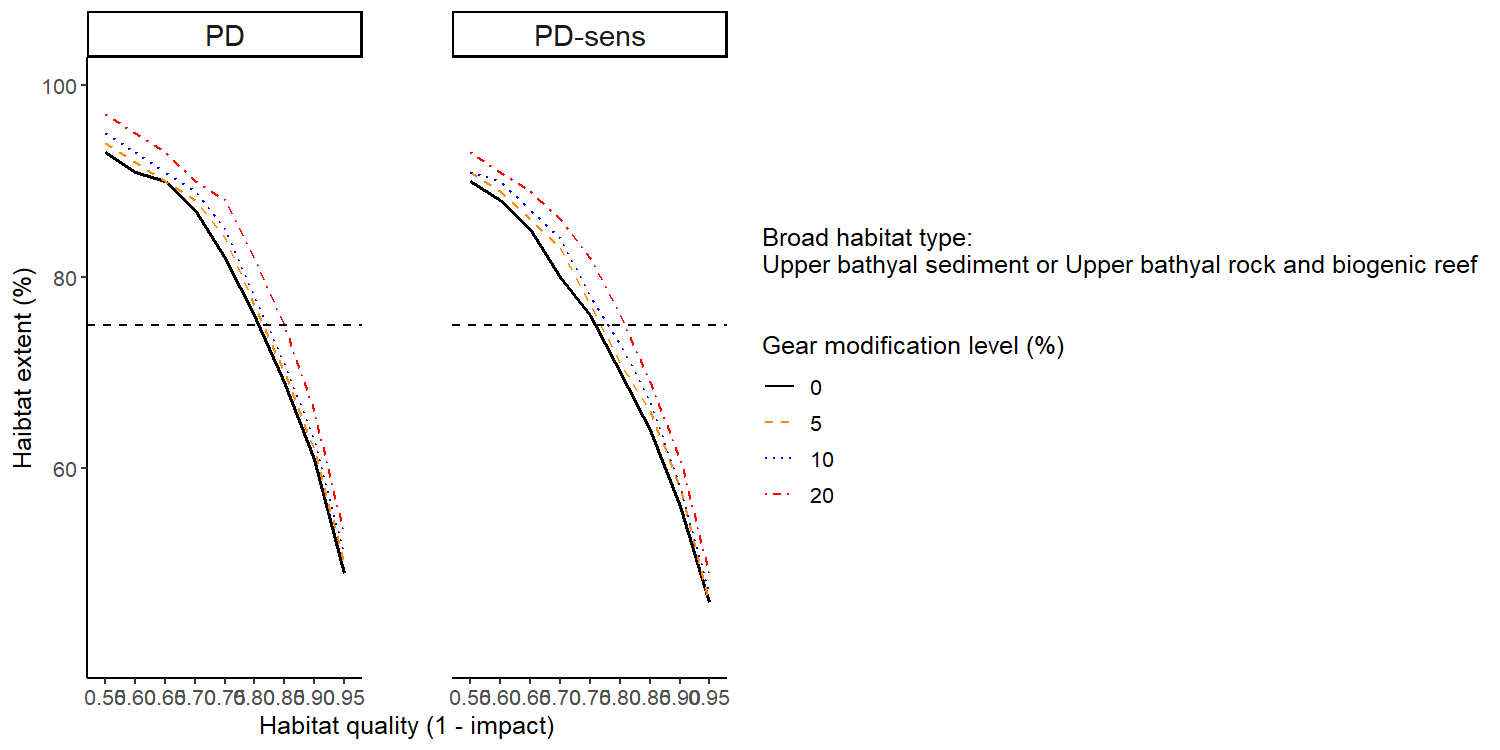 PD
PD-sens
100
80
60
Haibtat extent (%)
0.55 0.60 0.65 0.70 0.75 0.80 0.85 0.90 0.95
0.55 0.60 0.65 0.70 0.75 0.80 0.85 0.90 0.95
Habitat quality (1 - impact)
Broad habitat type:
Upper bathyal sediment or Upper bathyal rock and biogenic reef
Gear modification level (%)
0
5
10
20